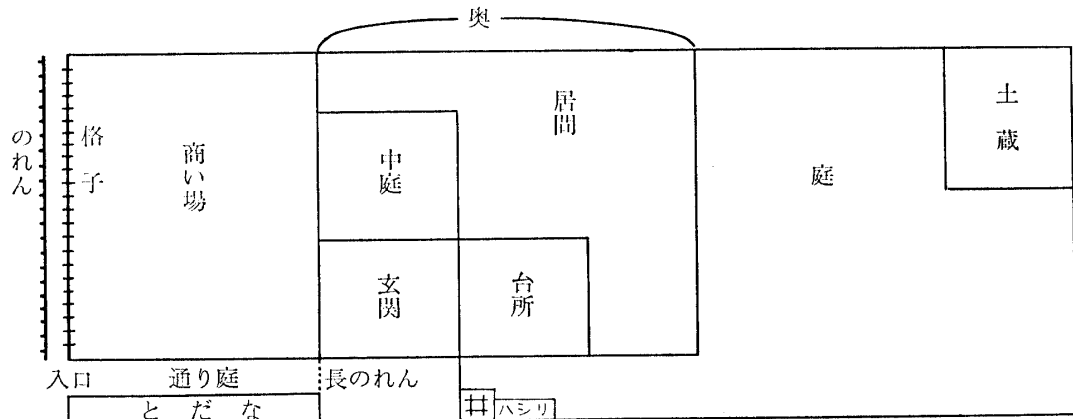 奥
のれん
格子
商い場
中庭
居間
庭
土蔵
玄関
台所
入口
通り庭
長のれん
とだな
井
ハシリ